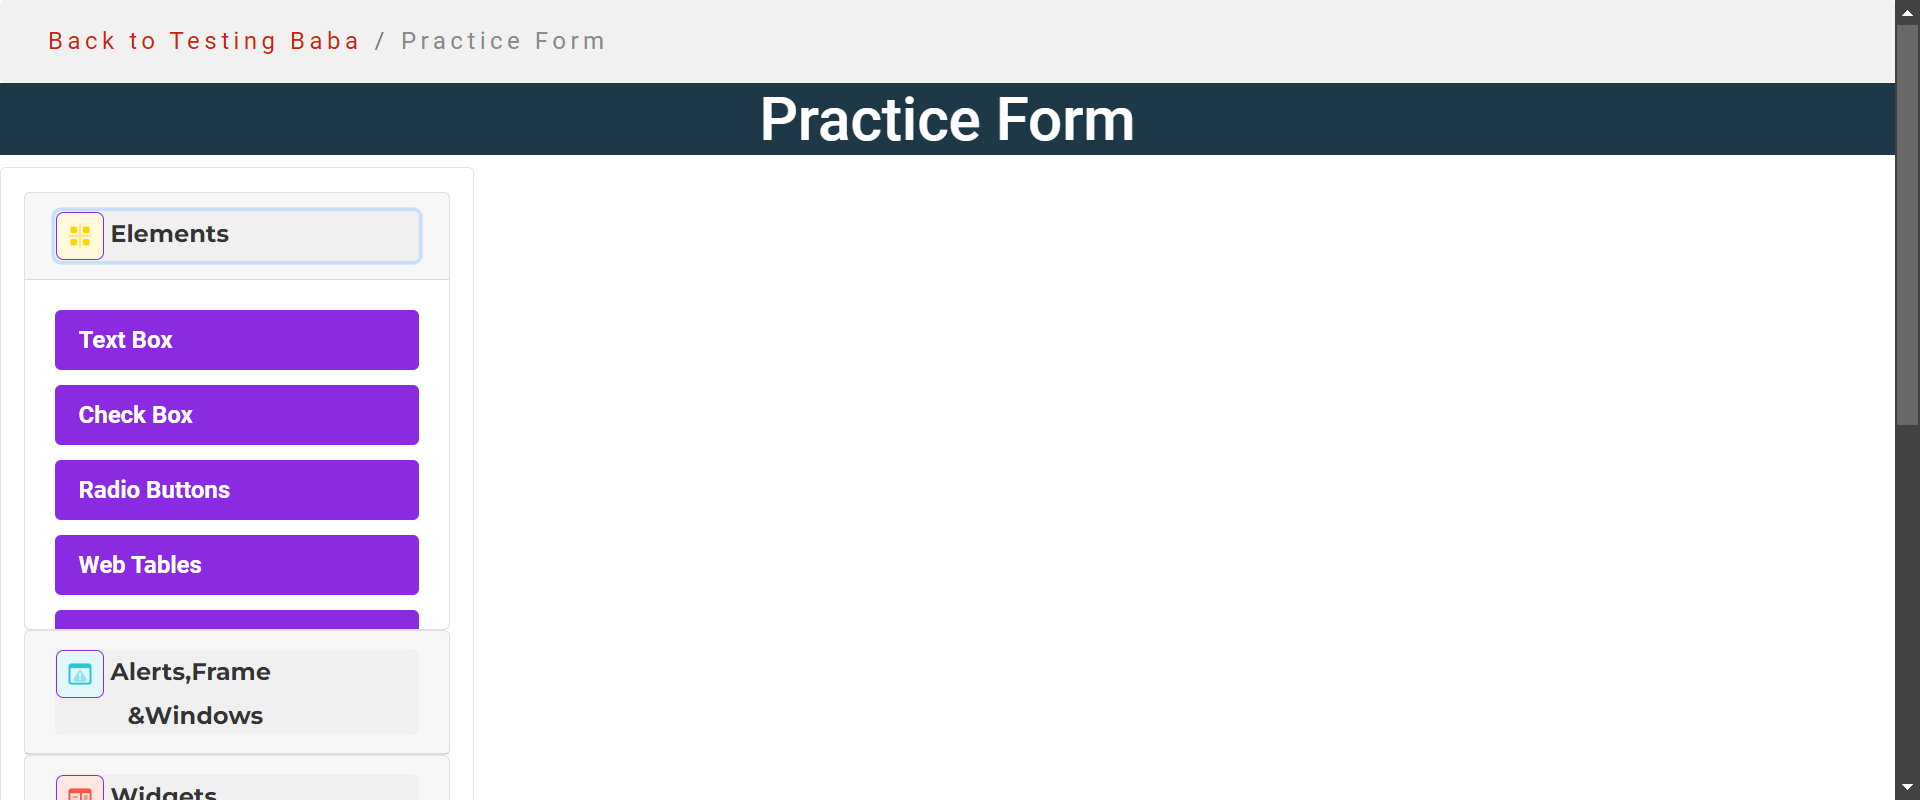 Back to Testing Baba / Practice Form
Practice Form
Elements
Text Box
Check Box
Radio Buttons
Web Tables
Alerts,Frame
&Windows
Widgets